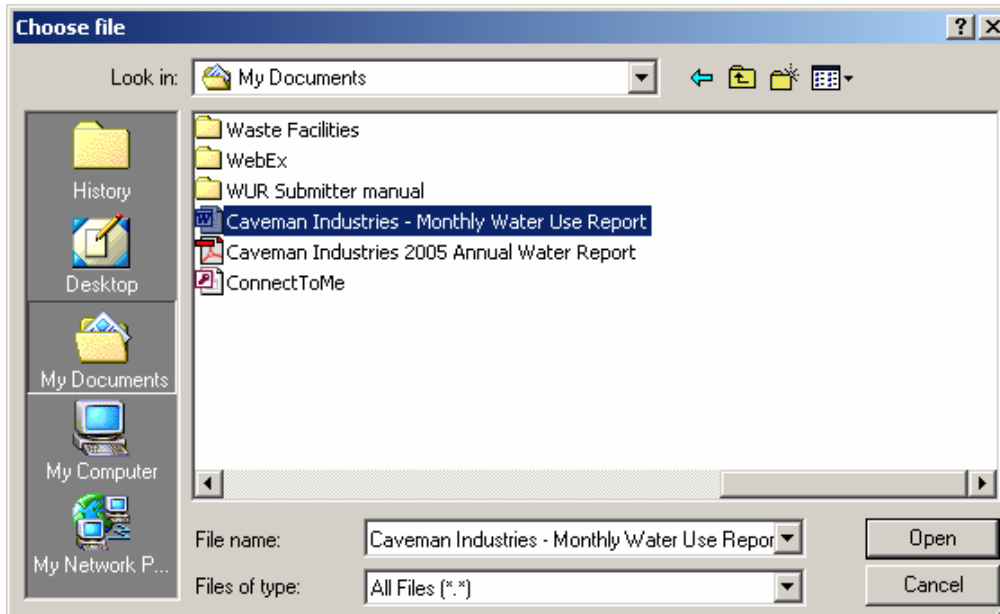 Choose file
Look in:
My Documents
History
Desktop
My Documents
My Computer
My Network P...
Waste Facilities
WebEx
WUR Submitter manual
Caveman Industries - Monthly Water Use Report
Caveman Industries 2005 Annual Water Report
ConnectToMe
File name:
Caveman Industries - Monthly Water Use Repor
Open
Files of type:
All Files (*.*)
Cancel